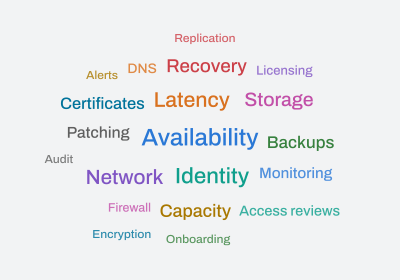 Replication
Alerts DNS Recovery Licensing
Certificates Latency Storage
Patching Availability Backups
Audit
Network Identity Monitoring
Firewall Capacity Access reviews
Encryption Onboarding